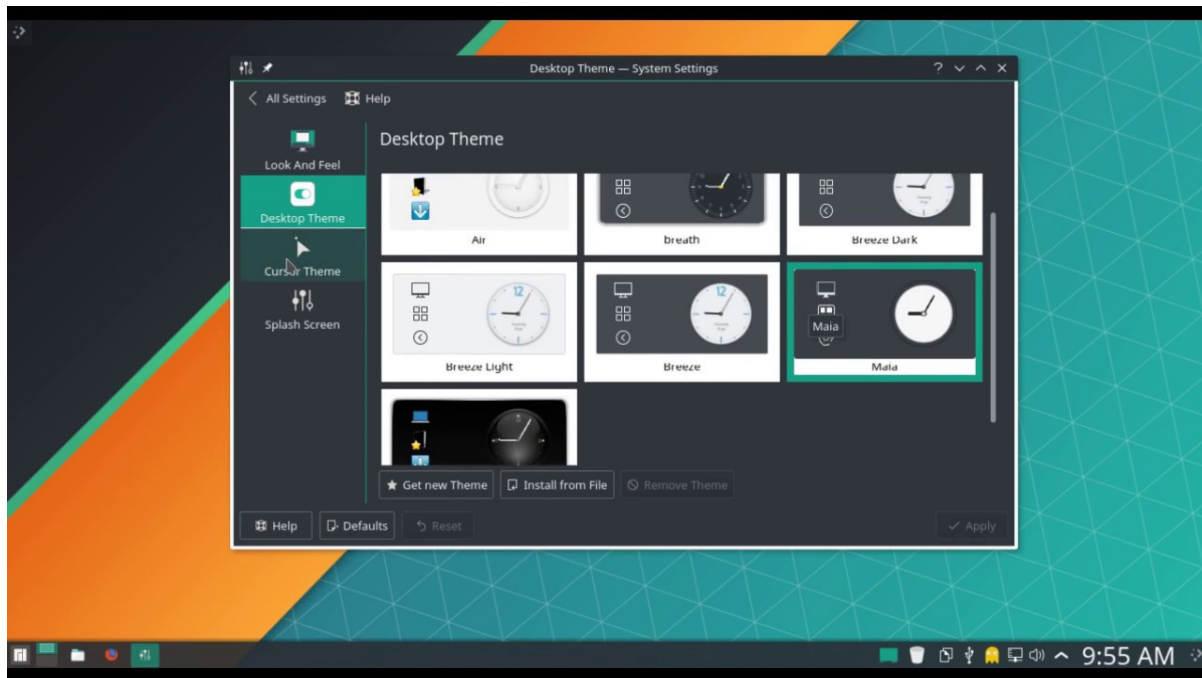 Desktop Theme — System Settings
All Settings
Help
Look And Feel
Desktop Theme
Cursor Theme
Splash Screen
Desktop Theme
Air
breath
Breeze Dark
12
Breeze Light
12
Breeze
Maia
Maia
Get new Theme
Install from File
Remove Theme
Help
Defaults
Reset
Apply
9:55 AM